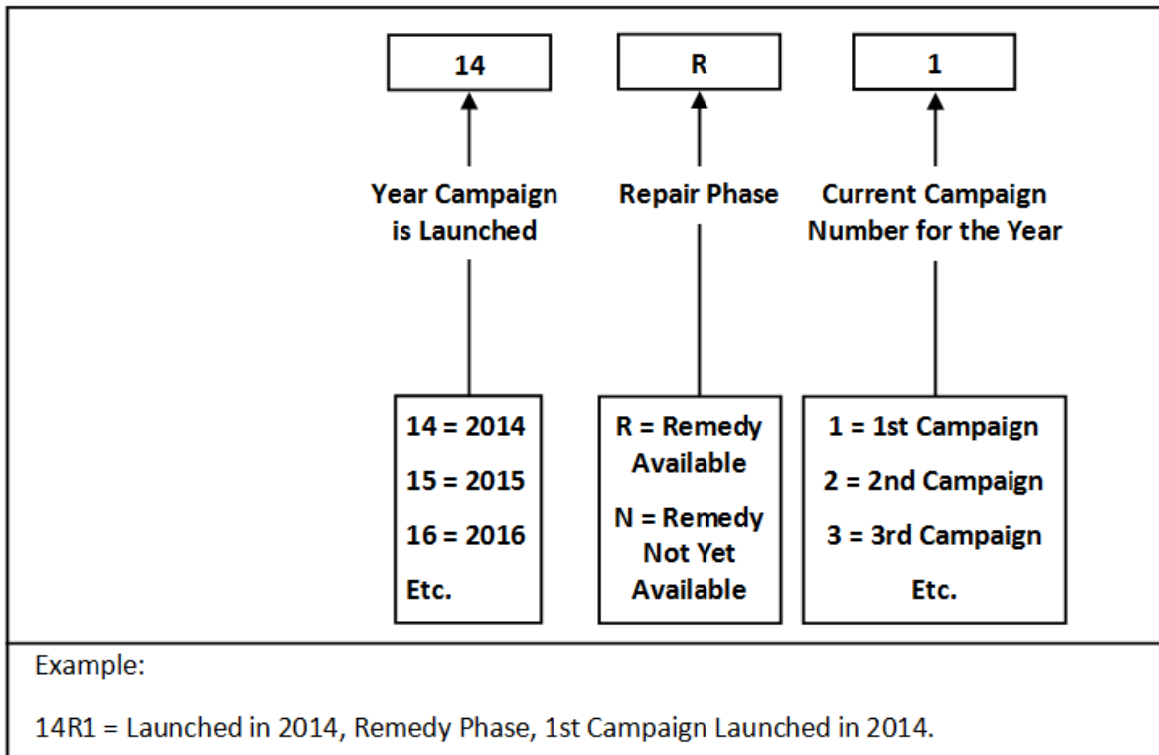 14
R
1
Year Campaign
is Launched
Repair Phase
Current Campaign
Number for the Year
14 = 2014
15 = 2015
16 = 2016
Etc.
R = Remedy
Available
N = Remedy
Not Yet
Available
1 = 1st Campaign
2 = 2nd Campaign
3 = 3rd Campaign
Etc.
Example:
14R1 = Launched in 2014, Remedy Phase, 1st Campaign Launched in 2014.